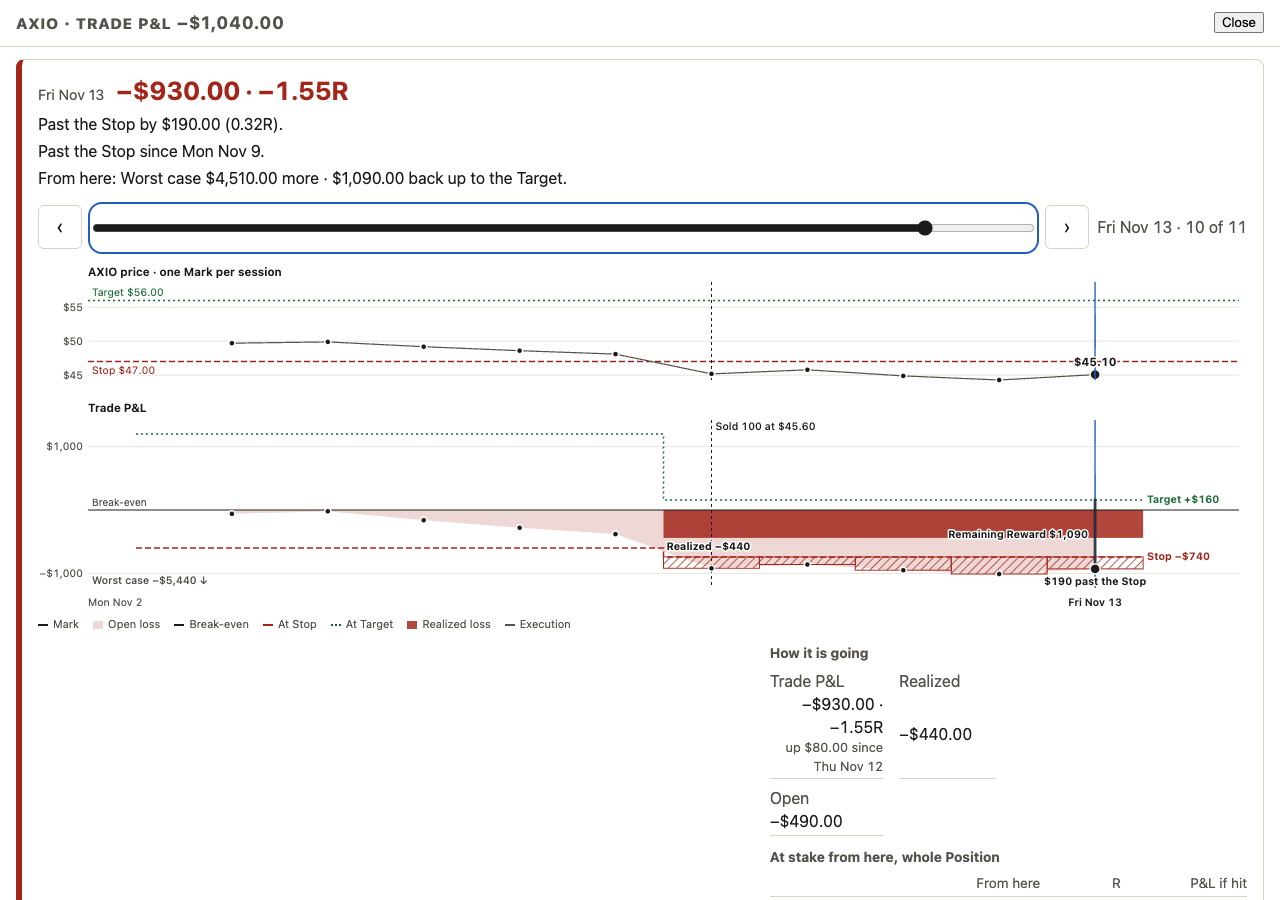 AXIO · TRADE P&L −$1,040.00
Close
Fri Nov 13 −$930.00 · −1.55R
Past the Stop by $190.00 (0.32R).
Past the Stop since Mon Nov 9.
From here: Worst case $4,510.00 more · $1,090.00 back up to the Target.
‹
›
Fri Nov 13 · 10 of 11
AXIO price · one Mark per session
Target $56.00
$55
$50
$45.10
Stop $47.00
$45
Trade P&L
Sold 100 at $45.60
$1,000
Target +$160
Break-even
Remaining Reward $1,090
Realized −$440
Stop −$740
−$1,000
Worst case −$5,440 ↓
$190 past the Stop
Mon Nov 2
Fri Nov 13
Mark
Open loss
Break-even
At Stop
At Target
Realized loss
Execution
How it is going
Trade P&L
−$930.00 ·
−1.55R
up $80.00 since
Thu Nov 12
Realized
−$440.00
Open
−$490.00
At stake from here, whole Position
From here
R
P&L if hit